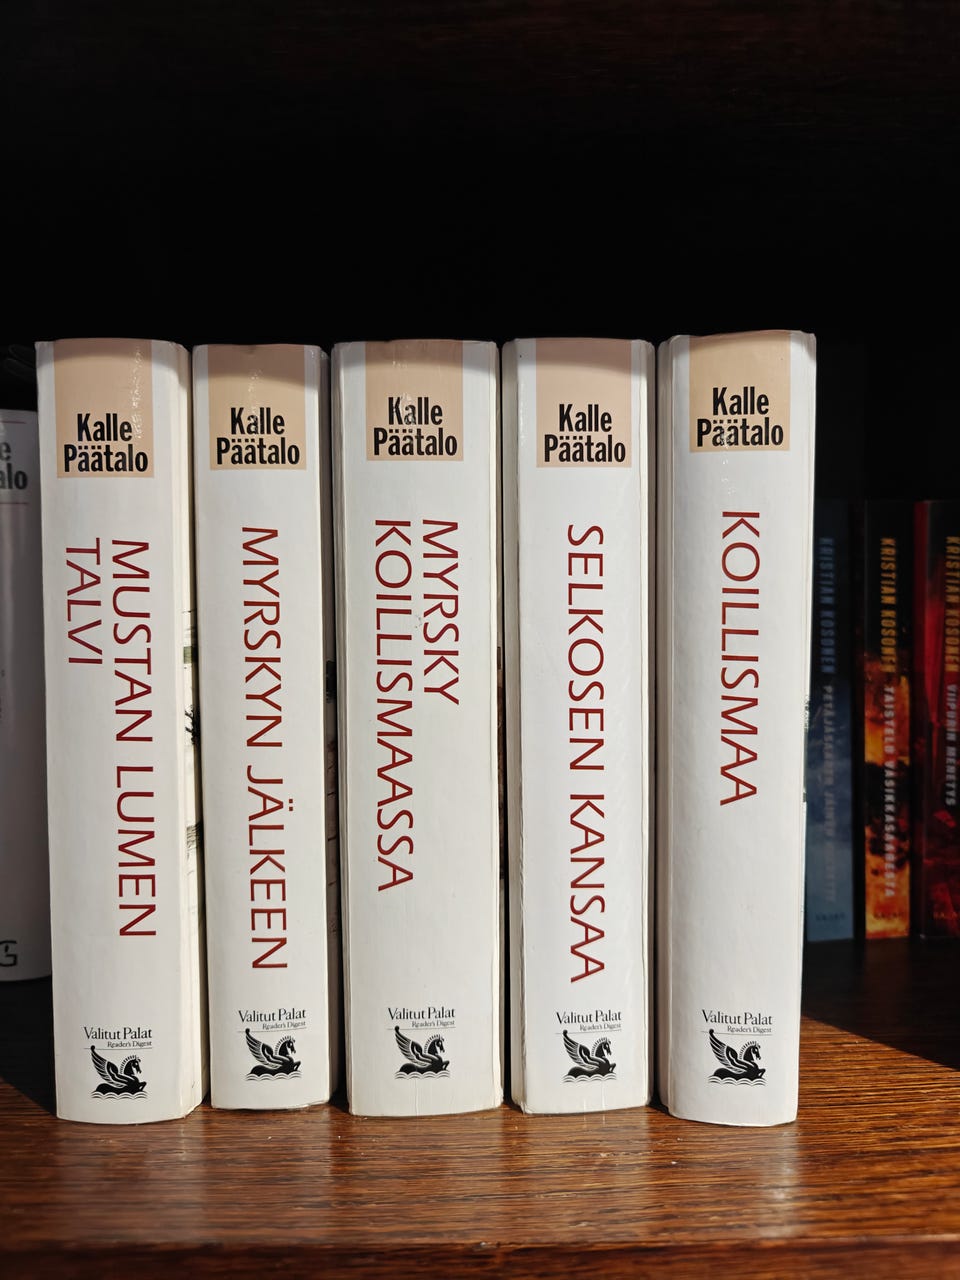 Kalle
Päätalo
MUSTAN LUMEN
TALVI
Valitut Palat
Reader's Digest
Kalle
Päätalo
MYRSKYN JÄLKEEN
Valitut Palat
Reader's Digest
Kalle
Päätalo
MYRSKY
KOILLISMAASSA
Valitut Palat
Reader's Digest
Kalle
Päätalo
SELKOSEN KANSAA
Valitut Palat
Reader's Digest
Kalle
Päätalo
KOILLISMAA
Valitut Palat
Reader's Digest
KRISTIAN KOSONEN
KRISTIAN KOSONEN TAISTELU VASIKKASAARESTA
KRISTIAN KOSONEN VIIPURIN MENETYS